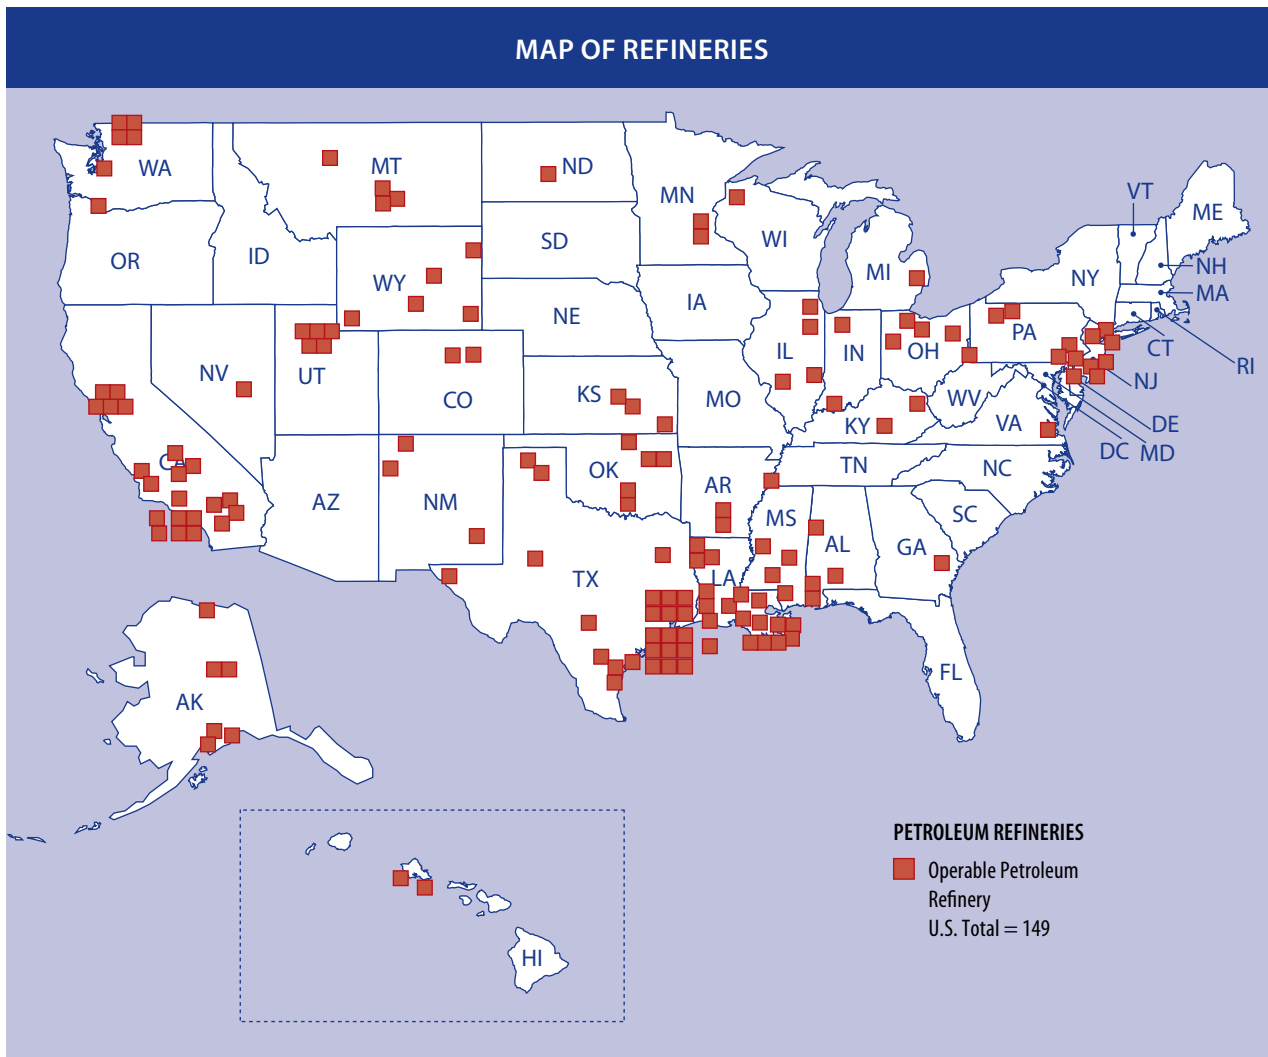 MAP OF REFINERIES
WA
MT
ND
MN
VT
ME
OR
ID
SD
WI
MI
NY
NH
MA
WY
IA
NE
PA
CT
RI
NV
UT
CO
KS
MO
IL
IN
OH
NJ
WV
VA
DE
DC
MD
KY
CA
AZ
NM
OK
AR
TN
NC
SC
MS
AL
GA
TX
LA
FL
AK
HI
PETROLEUM REFINERIES
Operable Petroleum
Refinery
U.S. Total = 149